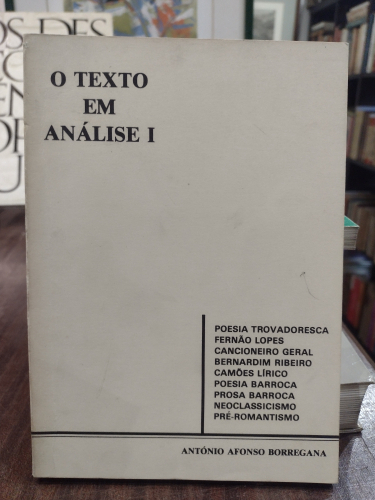 O TEXTO
EM
ANÁLISE I
POESIA TROVADORESCA
FERNÃO LOPES
CANCIONEIRO GERAL
BERNARDIM RIBEIRO
CAMÕES LÍRICO
POESIA BARROCA
PROSA BARROCA
NEOCLASSICISMO
PRÉ-ROMANTISMO
ANTÓNIO AFONSO BORREGANA